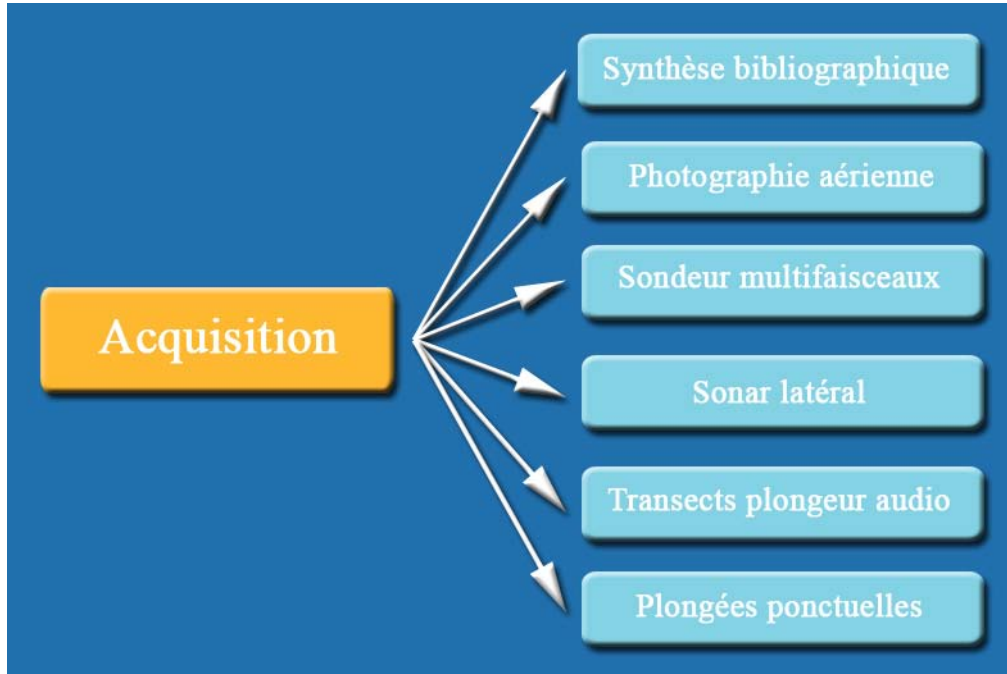 Synthèse bibliographique
Photographie aérienne
Sondeur multifaisceaux
Acquisition
Sonar latéral
Transects plongeur audio
Plongées ponctuelles